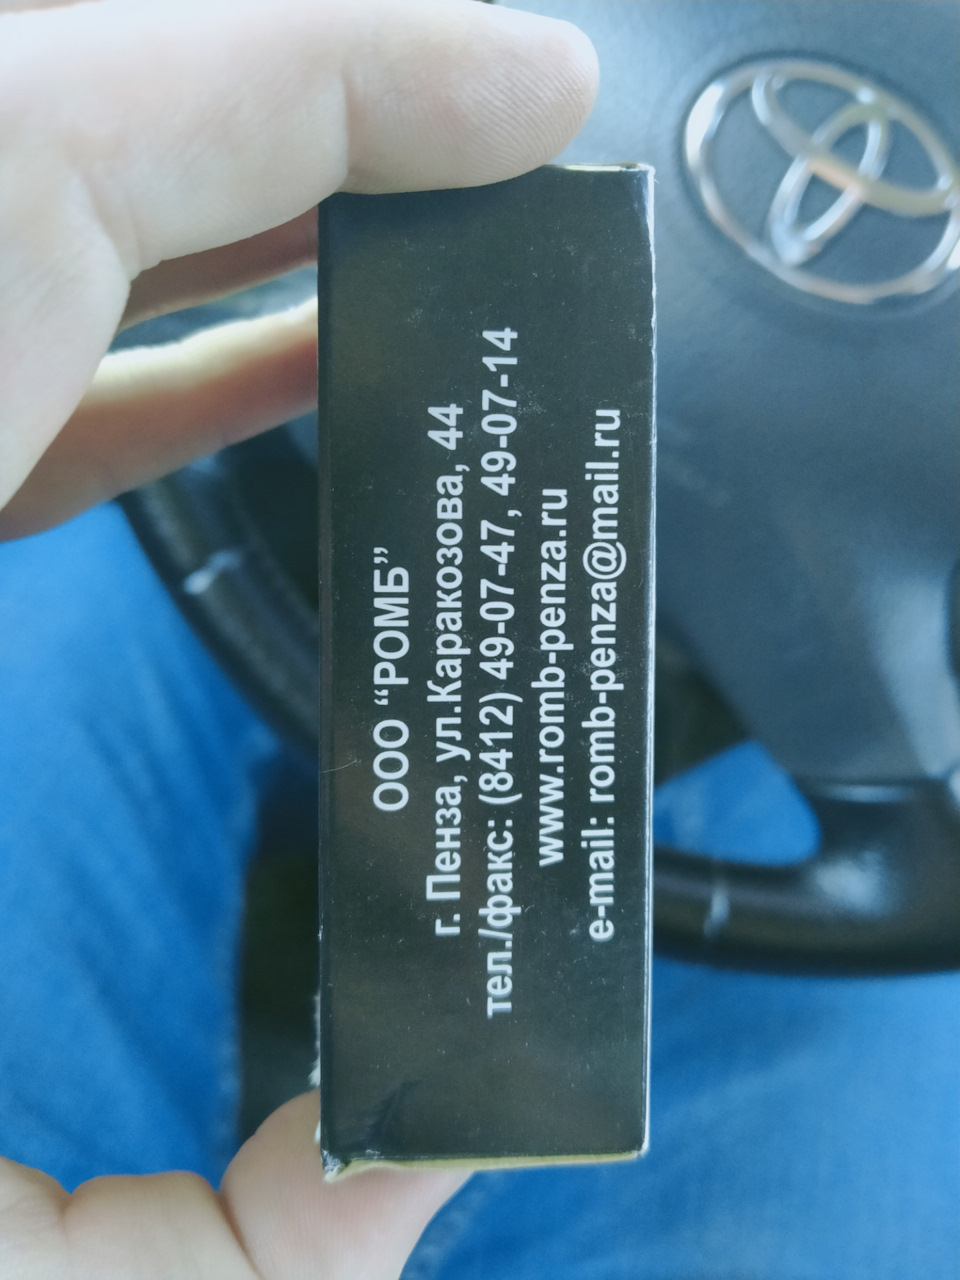 ООО “РОМБ”
г. Пенза, ул.Каракозова, 44
тел./факс: (8412) 49-07-47, 49-07-14
www.romb-penza.ru
e-mail: romb-penza@mail.ru